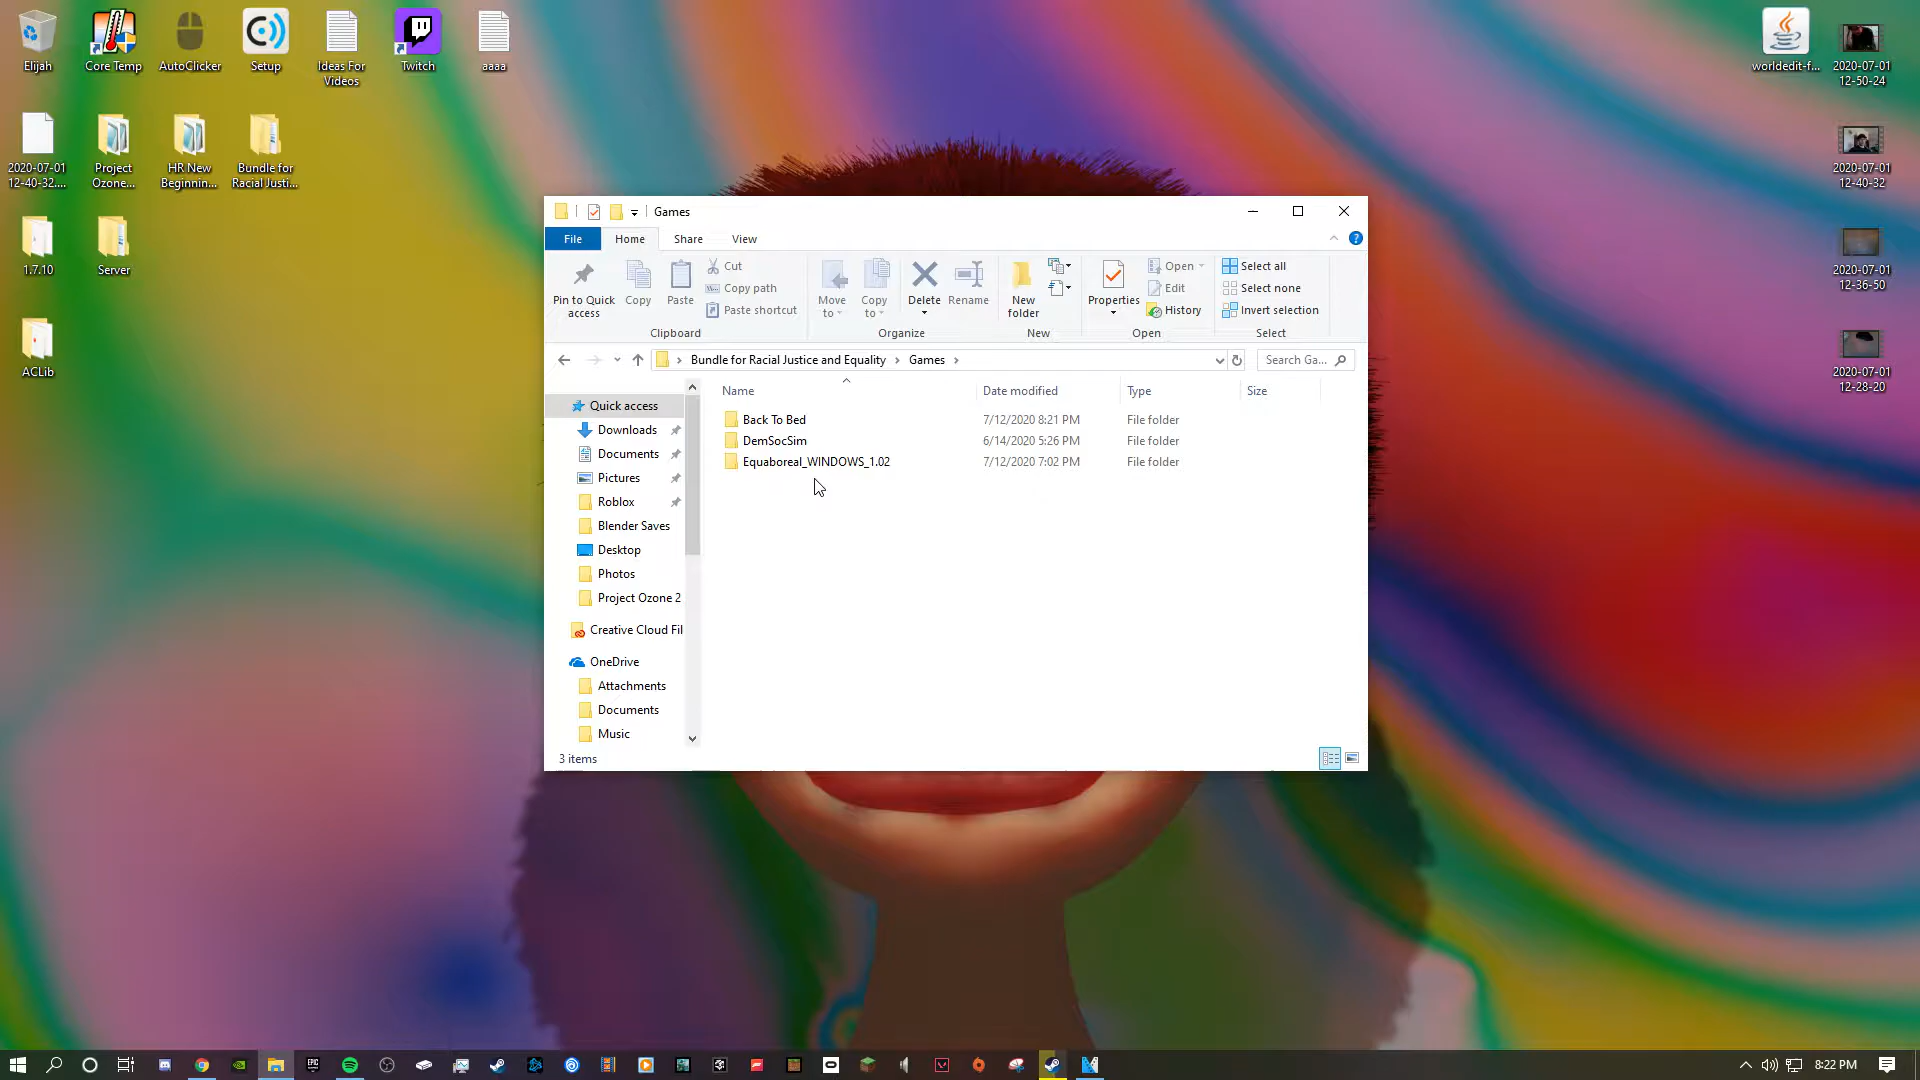 Elijah
Core Temp
AutoClicker
Setup
Ideas For
Videos
Twitch
aaaa
worldedit-f...
2020-07-01
12-50-24
2020-07-01
12-40-32....
Project
Ozone...
HR New
Beginnin...
Bundle for
Racial Justi...
2020-07-01
12-40-32
1.7.10
Server
2020-07-01
12-36-50
ACLib
2020-07-01
12-28-20
Games
File
Home
Share
View
Pin to Quick
access
Copy
Paste
Cut
Copy path
Paste shortcut
Clipboard
Move
to
Copy
to
Delete
Rename
Organize
New
folder
New
Properties
Open
Edit
History
Open
Select all
Select none
Invert selection
Select
Bundle for Racial Justice and Equality > Games >
Search Ga...
Name
Date modified
Type
Size
Back To Bed 7/12/2020 8:21 PM File folder
DemSocSim 6/14/2020 5:26 PM File folder
Equaboreal_WINDOWS_1.02 7/12/2020 7:02 PM File folder
Quick access
Downloads
Documents
Pictures
Roblox
Blender Saves
Desktop
Photos
Project Ozone 2
Creative Cloud Fil
OneDrive
Attachments
Documents
Music
3 items
8:22 PM